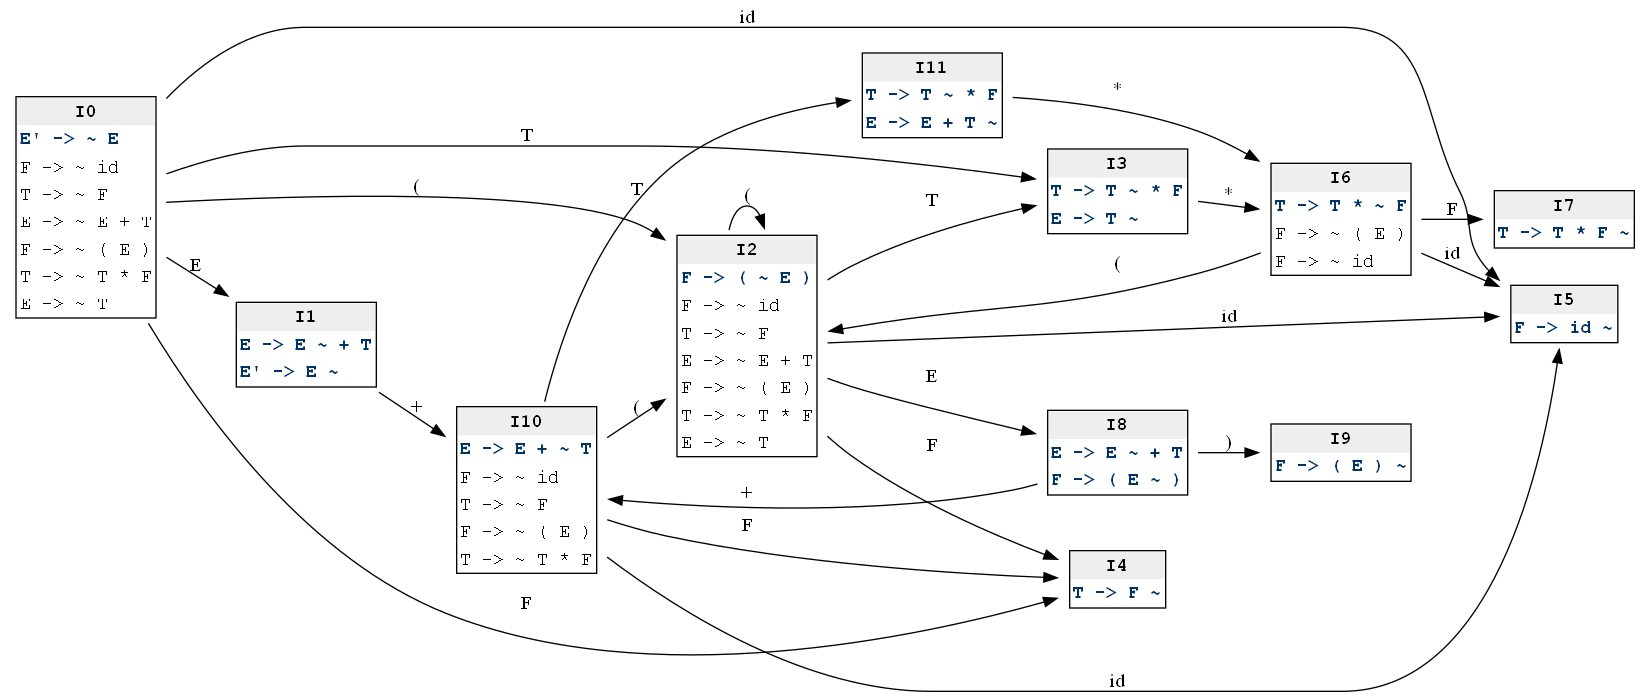 id
I0
E' -> ~ E
F -> ~ id
T -> ~ F
E -> ~ E + T
F -> ~ ( E )
T -> ~ T * F
E -> ~ T
T
(
E
I1
E -> E ~ + T
E' -> E ~
+
I10
E -> E + ~ T
F -> ~ id
T -> ~ F
F -> ~ ( E )
T -> ~ T * F
F
T
(
(
I2
F -> ( ~ E )
F -> ~ id
T -> ~ F
E -> ~ E + T
F -> ~ ( E )
T -> ~ T * F
E -> ~ T
+
F
I11
T -> T ~ * F
E -> E + T ~
*
T
I3
T -> T ~ * F
E -> T ~
*
(
id
E
F
I8
E -> E ~ + T
F -> ( E ~ )
)
I9
F -> ( E ) ~
I4
T -> F ~
id
I6
T -> T * ~ F
F -> ~ ( E )
F -> ~ id
F
id
I7
T -> T * F ~
I5
F -> id ~